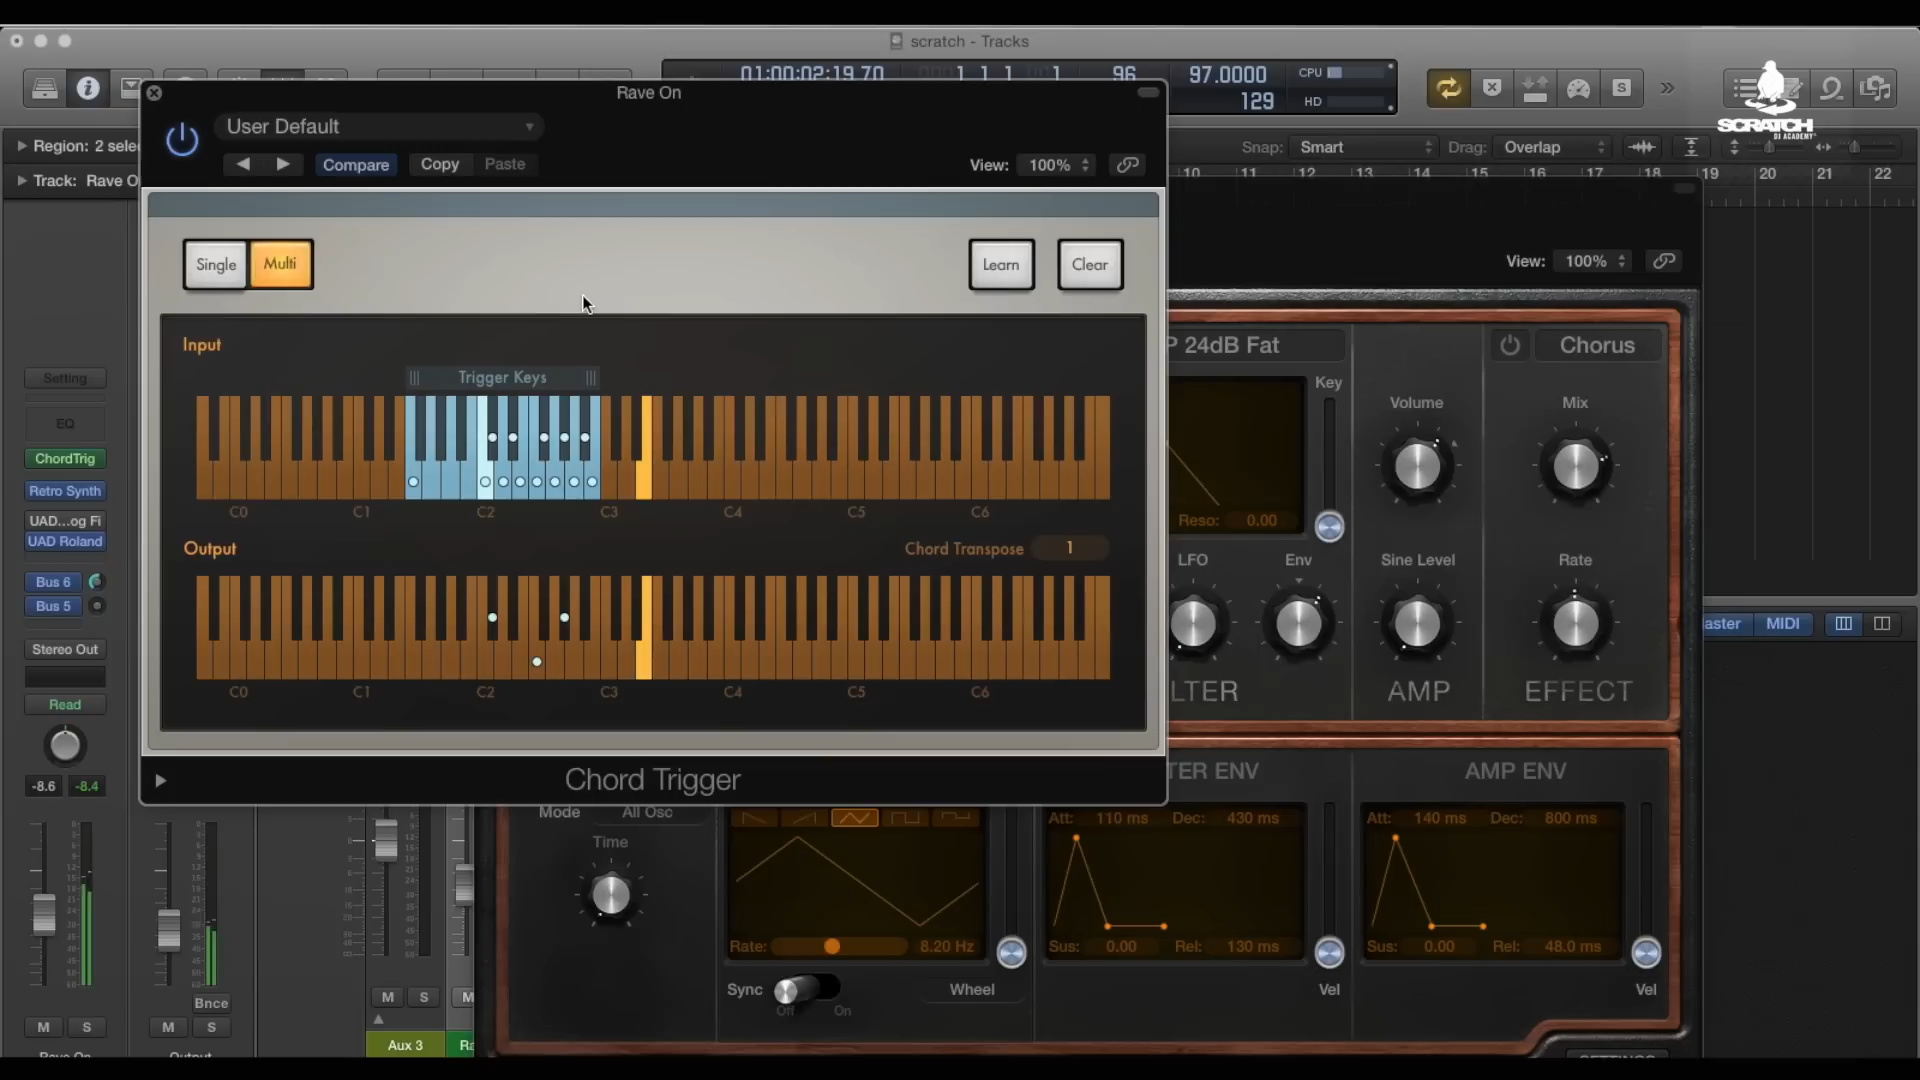 scratch - Tracks
01:00:02:19.70 1 1 1 1 96 97.0000 CPU
129 HD
S
SCRATCH
DJ ACADEMY
Rave On
User Default
Compare Copy Paste View: 100%
Region: 2 sele
Track: Rave O
Snap: Smart Drag: Overlap
10 11 12 13 14 15 16 17 18 19 20 21 22
Single Multi Learn Clear
View: 100%
Input
Trigger Keys
C0 C1 C2 C3 C4 C5 C6
Output Chord Transpose 1
C0 C1 C2 C3 C4 C5 C6
Chord Trigger
Setting
EQ
ChordTrig
Retro Synth
UAD...og Fi
UAD Roland
Bus 6
Bus 5
Stereo Out
Read
-8.6 -8.4
P 24dB Fat
Key
Reso: 0.00
LFO Env
LTER
Volume
Sine Level
AMP
Chorus
Mix
Rate
EFFECT
aster MIDI
Mode All Osc
Time
Rate: 8.20 Hz
Sync Off On Wheel
TER ENV
Att: 110 ms Dec: 430 ms
Sus: 0.00 Rel: 130 ms
Vel
AMP ENV
Att: 140 ms Dec: 800 ms
Sus: 0.00 Rel: 48.0 ms
Vel
Bnce
M S M S M S M
Aux 3 Ra
Rave On Output
SETTINGS